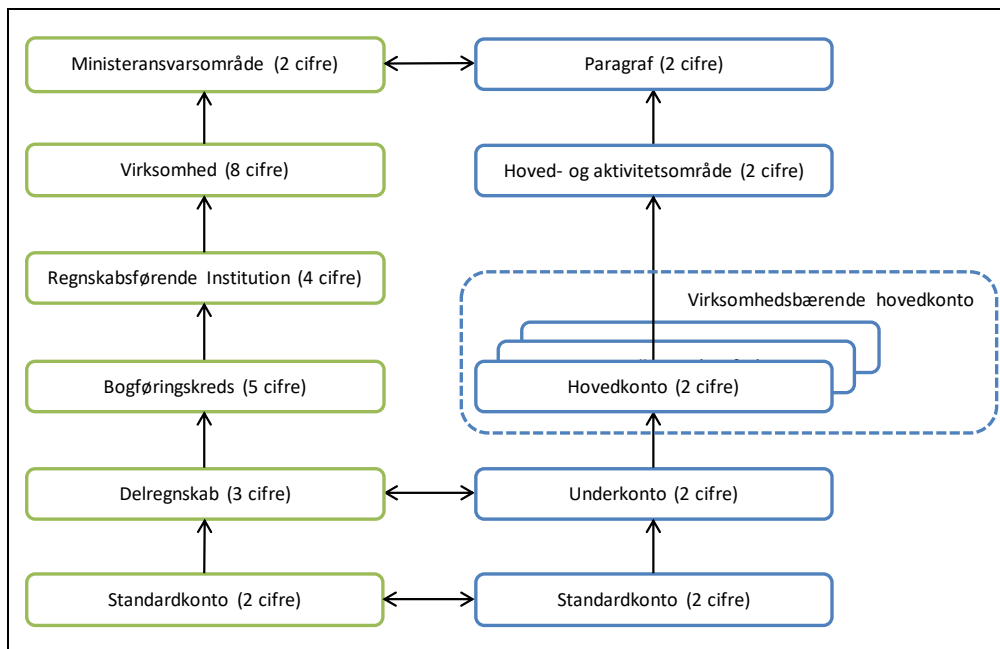 Ministeransvarsområde (2 cifre)
Paragraf (2 cifre)
Virksomhed (8 cifre)
Hoved- og aktivitetsområde (2 cifre)
Regnskabsførende Institution (4 cifre)
Virksomhedsbærende hovedkonto
Bogføringskreds (5 cifre)
Hovedkonto (2 cifre)
Delregnskab (3 cifre)
Underkonto (2 cifre)
Standardkonto (2 cifre)
Standardkonto (2 cifre)